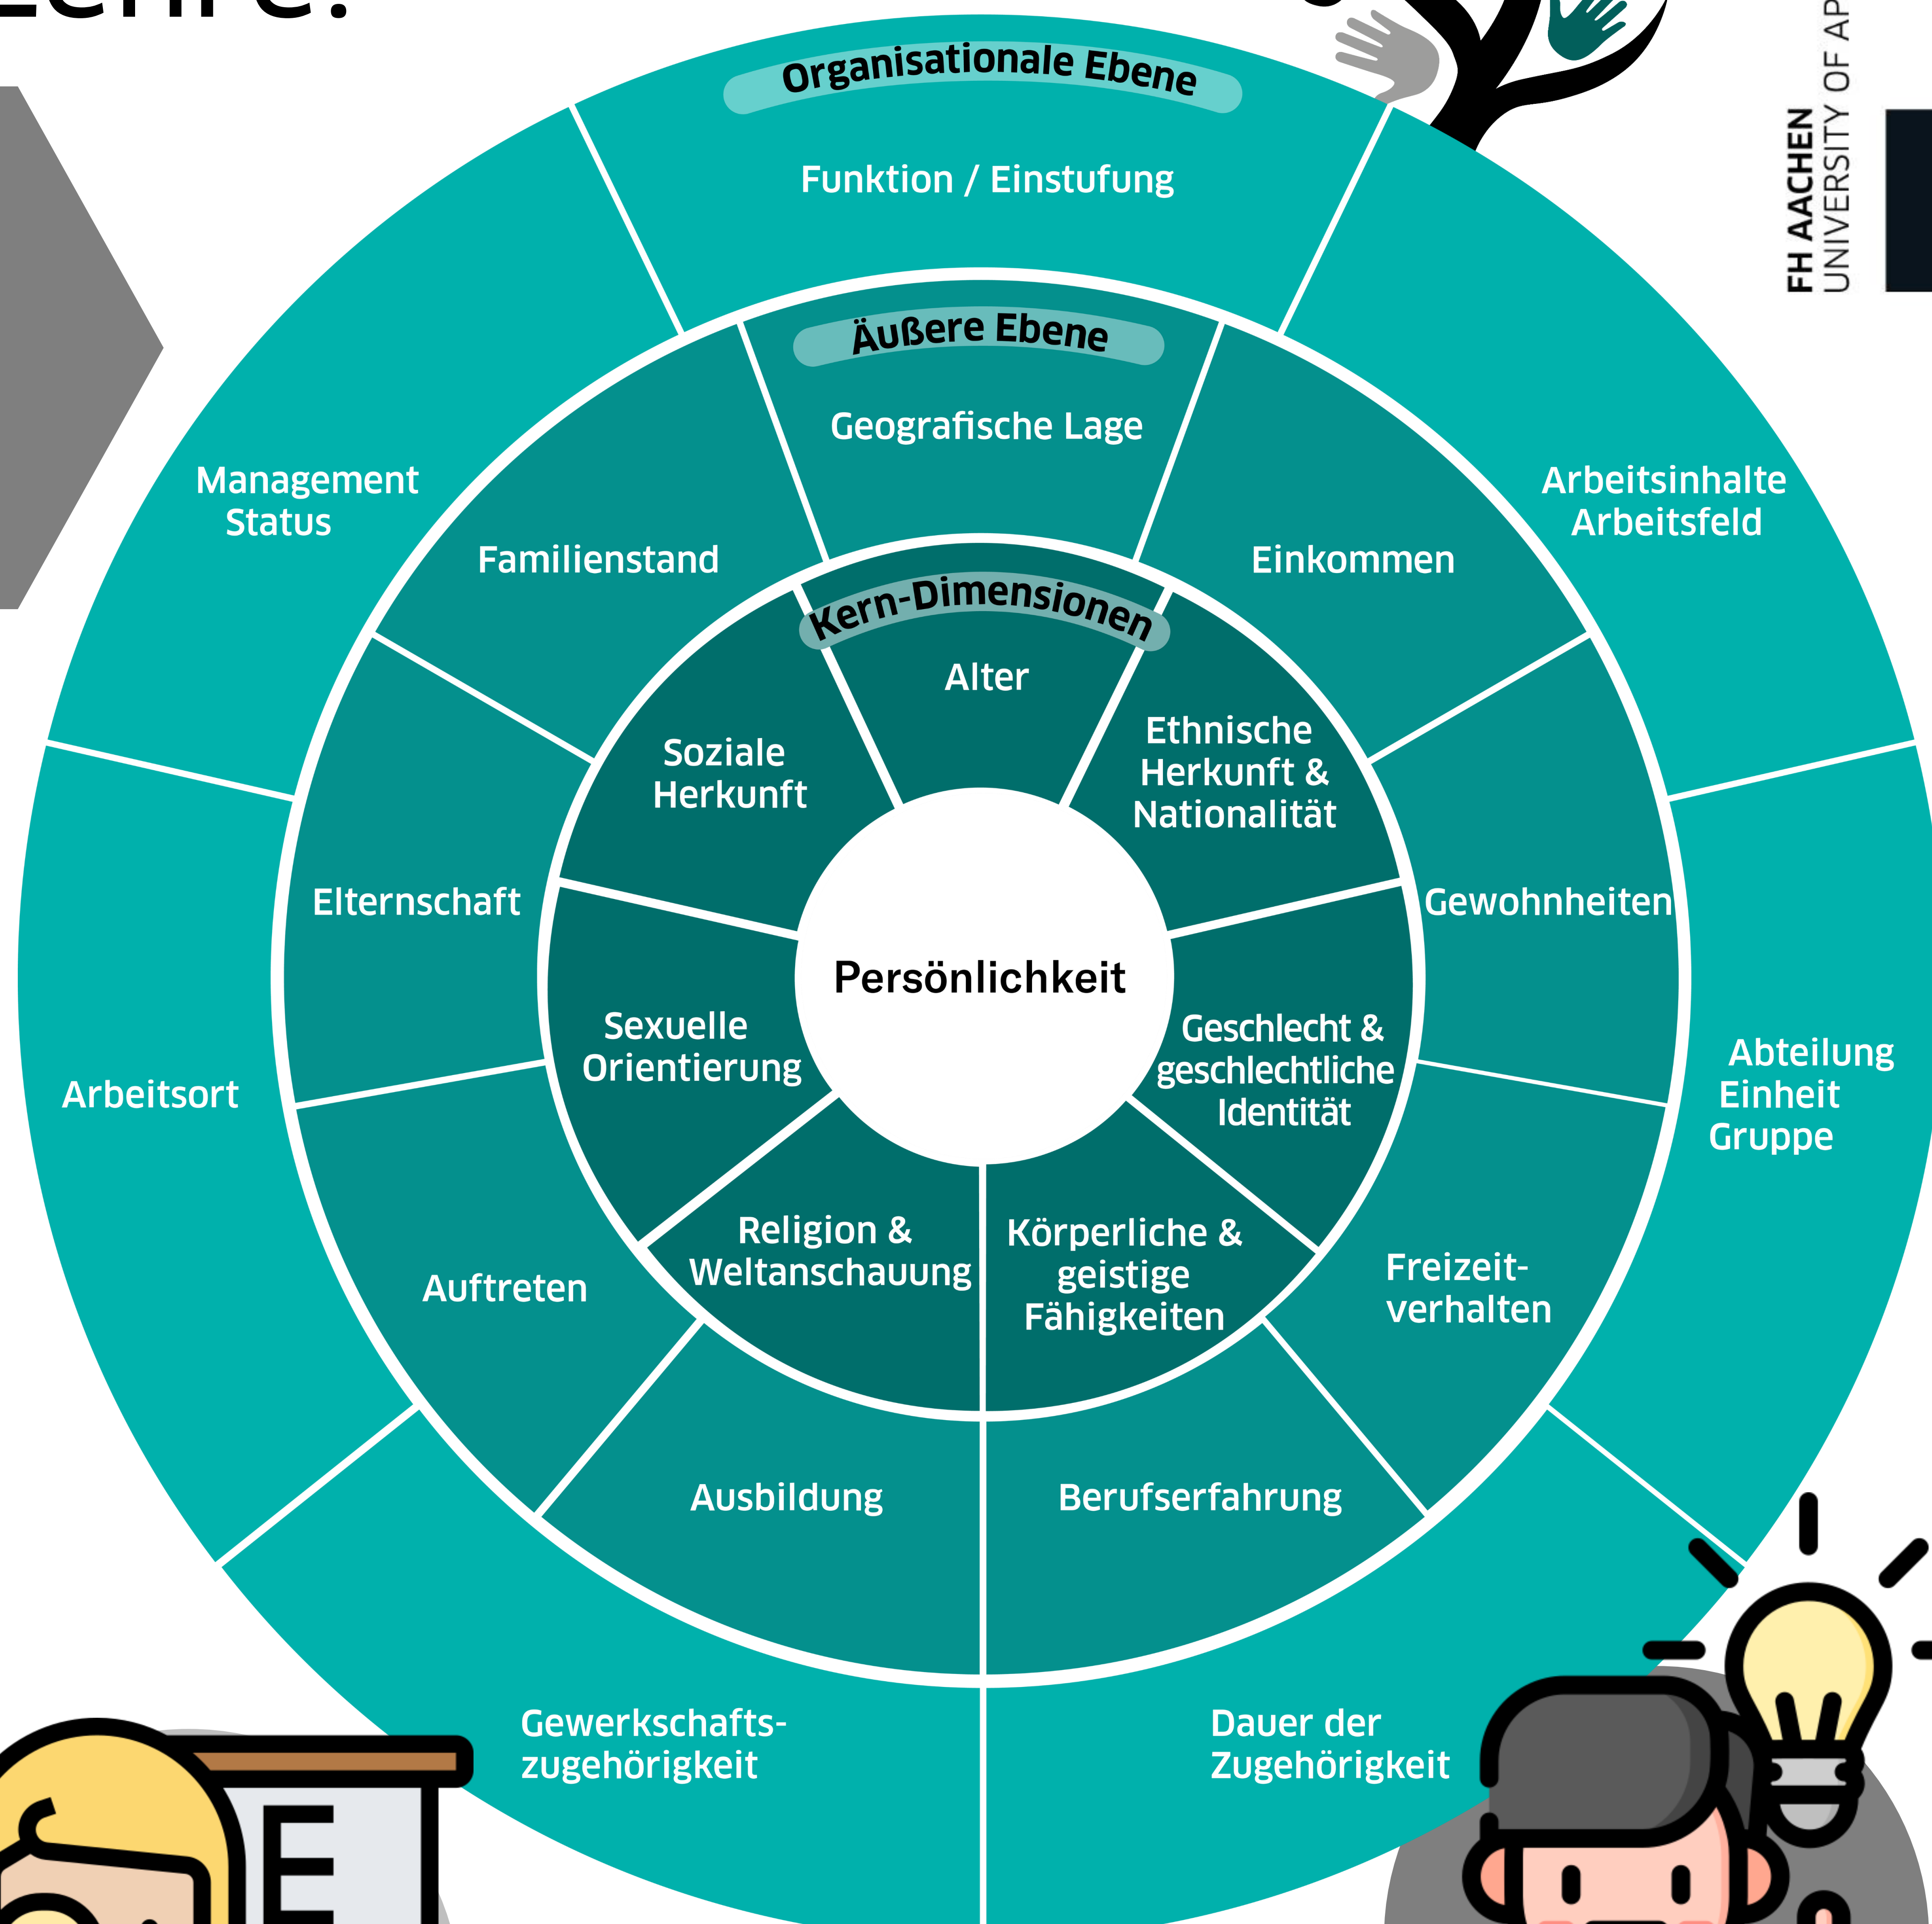 Organisationale Ebene
Funktion / Einstufung
FH AACHEN
UNIVERSITY OF
Äußere Ebene
Geografische Lage
Management
Status
Arbeitsinhalte
Arbeitsfeld
Familienstand
Einkommen
Kern-Dimensionen
Alter
Soziale
Herkunft
Ethnische
Herkunft &
Nationalität
Elternschaft
Gewohnheiten
Persönlichkeit
Sexuelle
Orientierung
Geschlecht &
geschlechtliche
Identität
Arbeitsort
Abteilung
Einheit
Gruppe
Religion &
Weltanschauung
Körperliche &
geistige
Fähigkeiten
Auftreten
Freizeit-
verhalten
Ausbildung
Berufserfahrung
Gewerkschafts-
zugehörigkeit
Dauer der
Zugehörigkeit
E